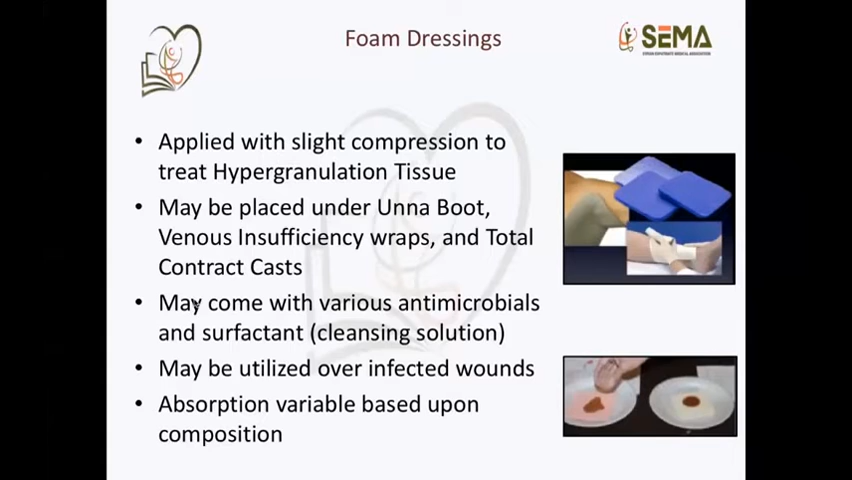 Foam Dressings
SEMA
• Applied with slight compression to
treat Hypergranulation Tissue
• May be placed under Unna Boot,
Venous Insufficiency wraps, and Total
Contract Casts
• May come with various antimicrobials
and surfactant (cleansing solution)
• May be utilized over infected wounds
• Absorption variable based upon
composition